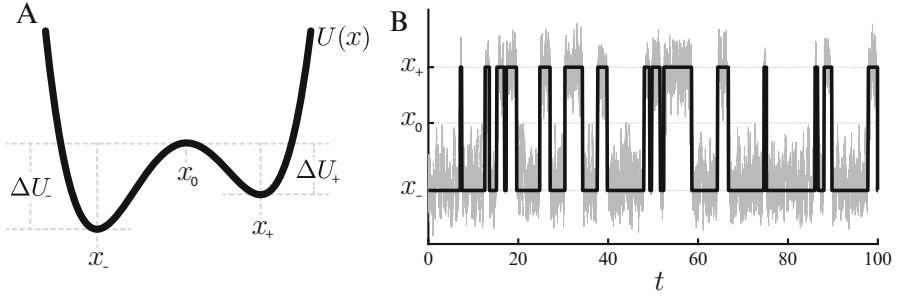 A
U(x)
ΔU₋
x₀
ΔU₊
x₊
x₋
B
x₊
x₀
x₋
0 20 40 60 80 100
t